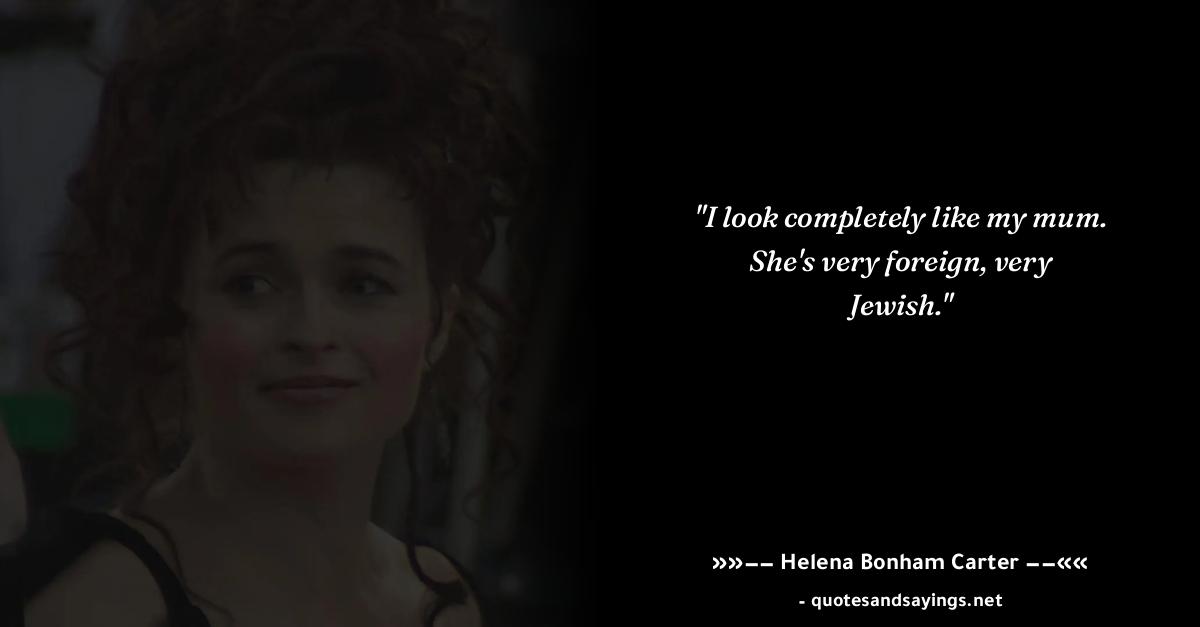 "I look completely like my mum.
She's very foreign, very
Jewish."
»»−− Helena Bonham Carter −−««
- quotesandsayings.net